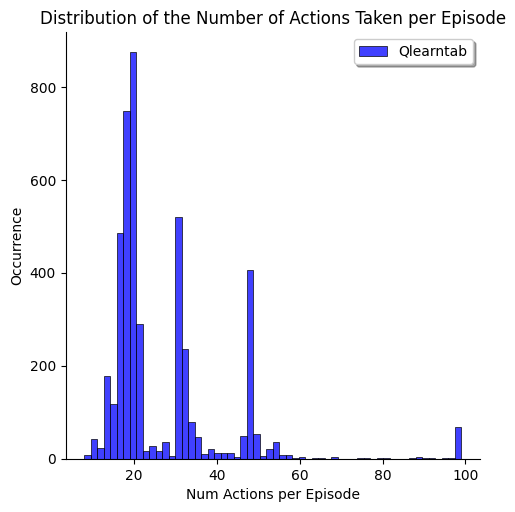 Distribution of the Number of Actions Taken per Episode
Qlearntab
800
600
400
200
0
Occurrence
20
40
60
80
100
Num Actions per Episode